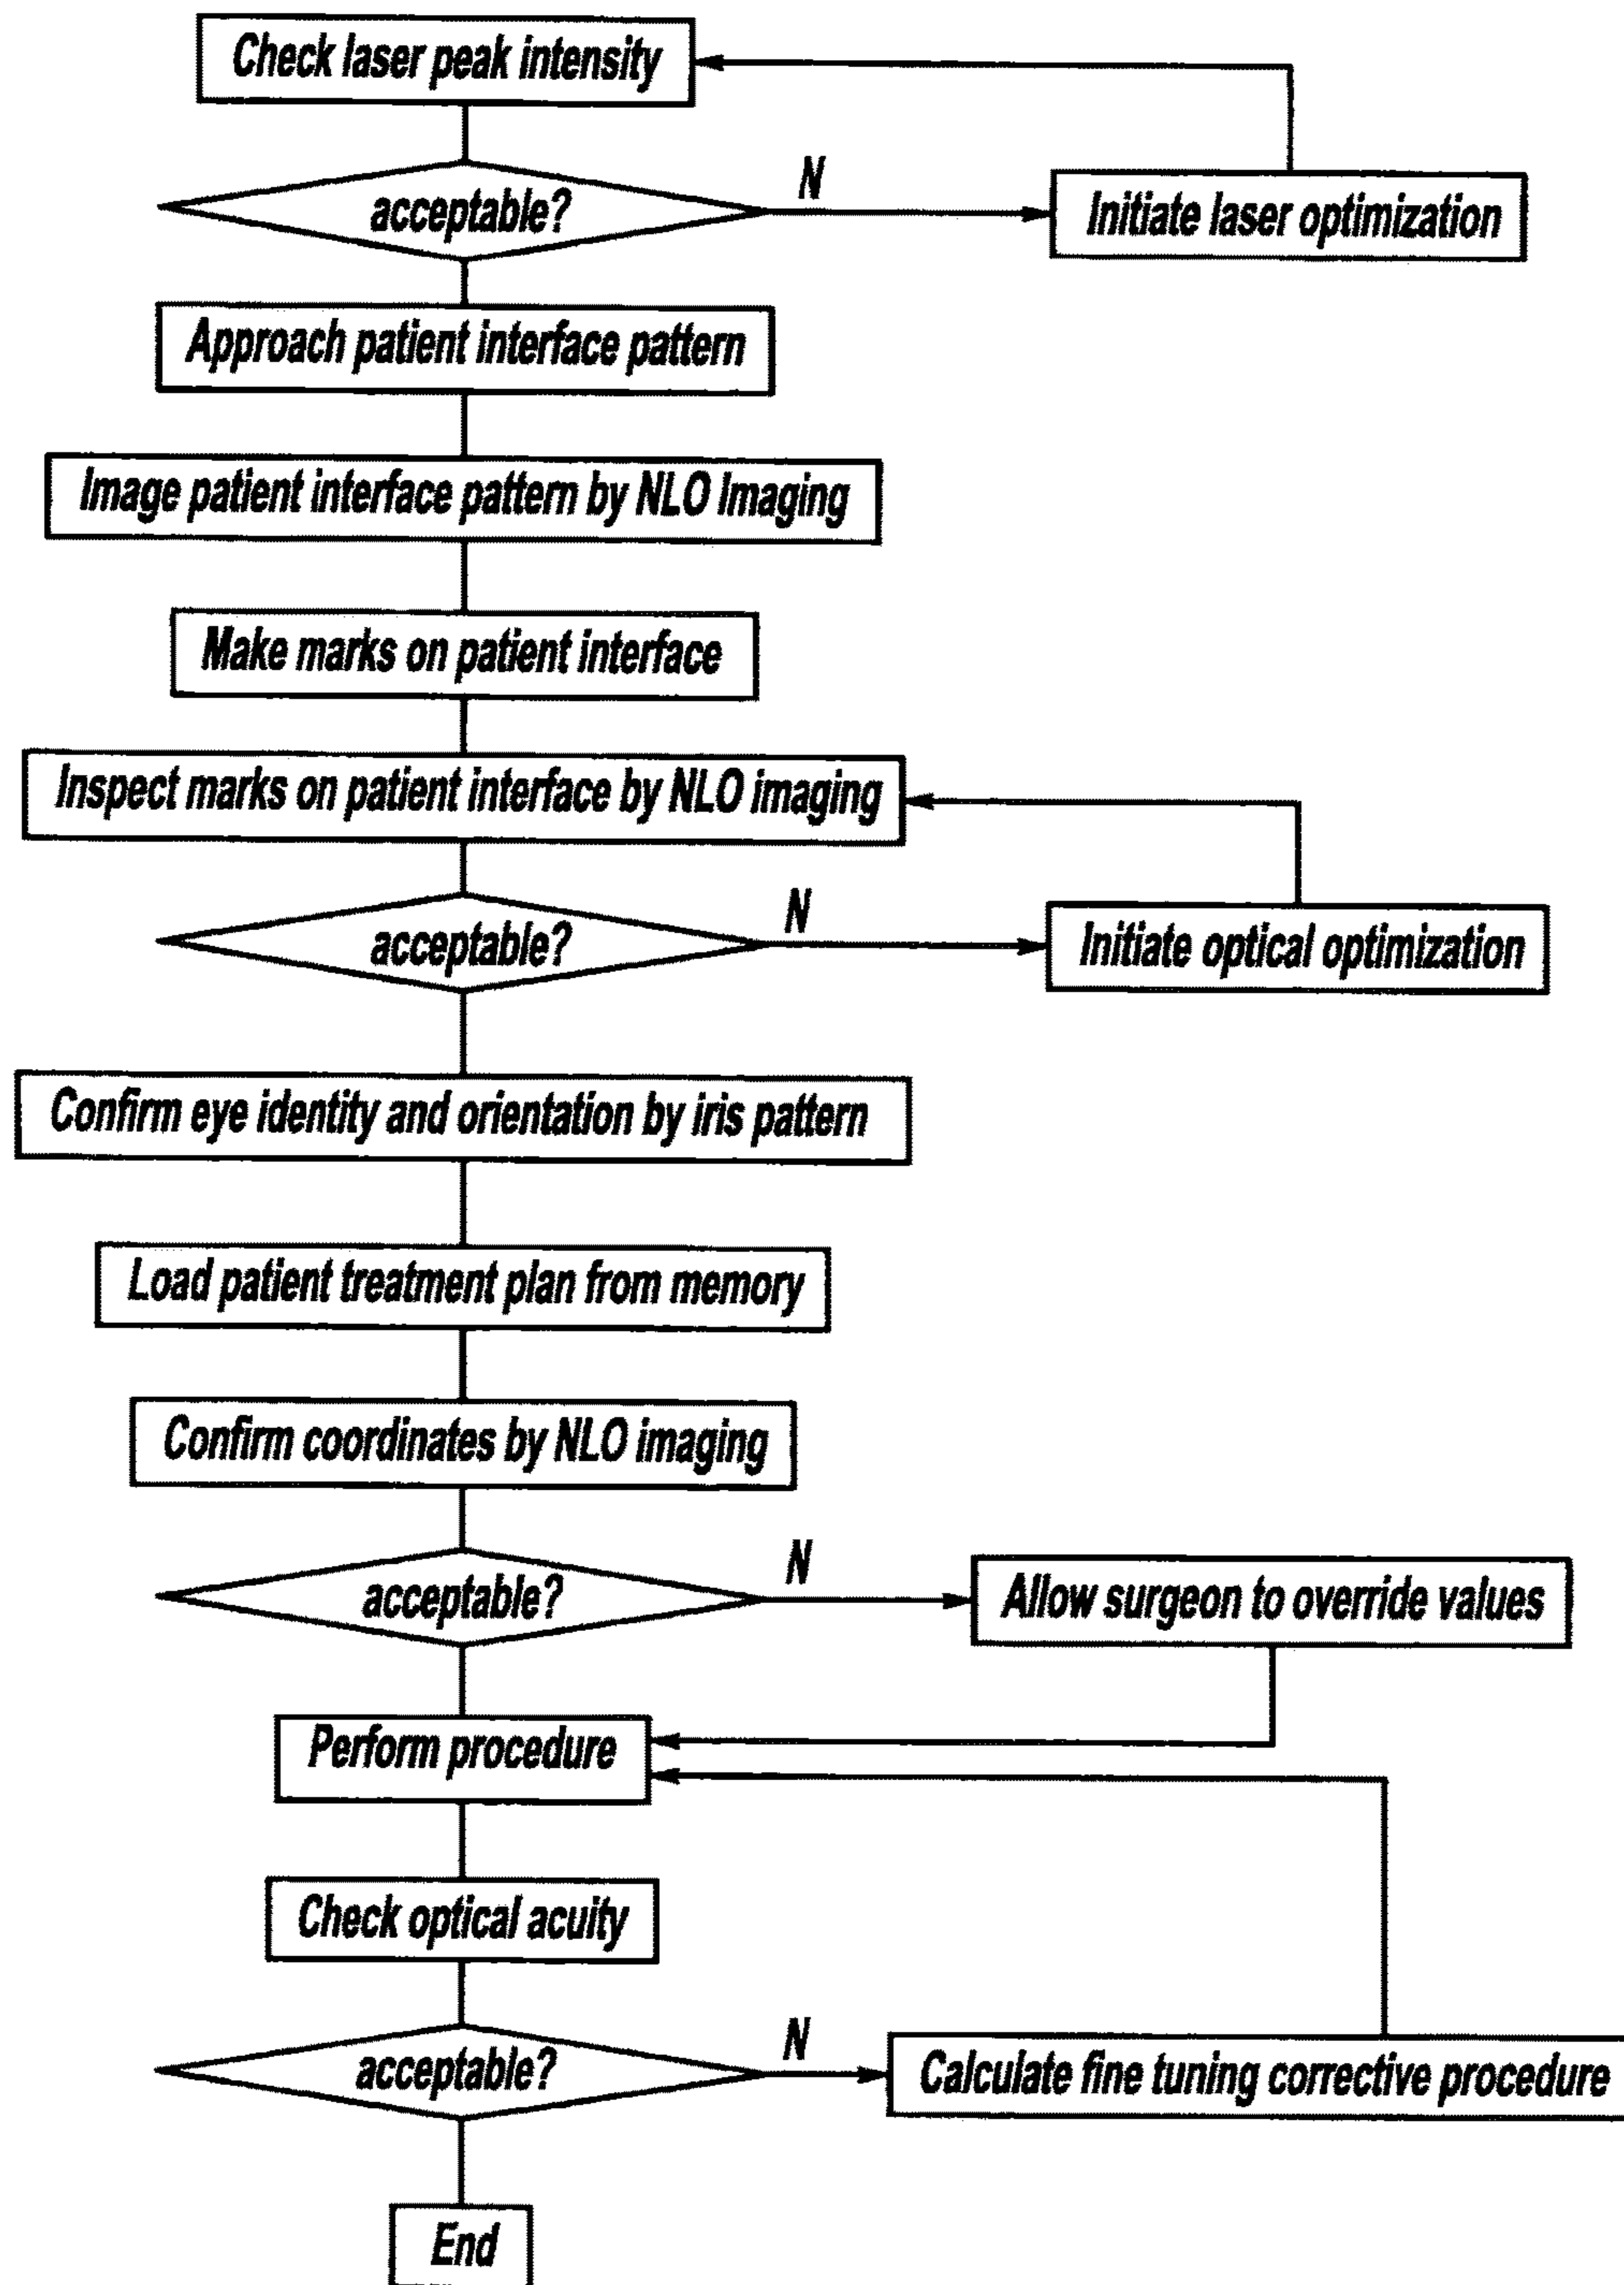 Check laser peak intensity
acceptable?
N
Initiate laser optimization
Approach patient interface pattern
Image patient interface pattern by NLO Imaging
Make marks on patient interface
Inspect marks on patient interface by NLO imaging
acceptable?
N
Initiate optical optimization
Confirm eye identity and orientation by iris pattern
Load patient treatment plan from memory
Confirm coordinates by NLO imaging
acceptable?
N
Allow surgeon to override values
Perform procedure
Check optical acuity
acceptable?
N
Calculate fine tuning corrective procedure
End